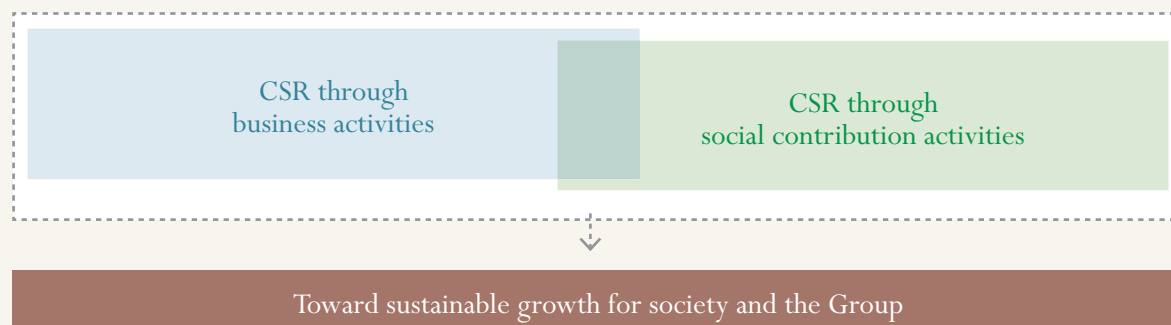 CSR through
business activities
CSR through
social contribution activities
Toward sustainable growth for society and the Group